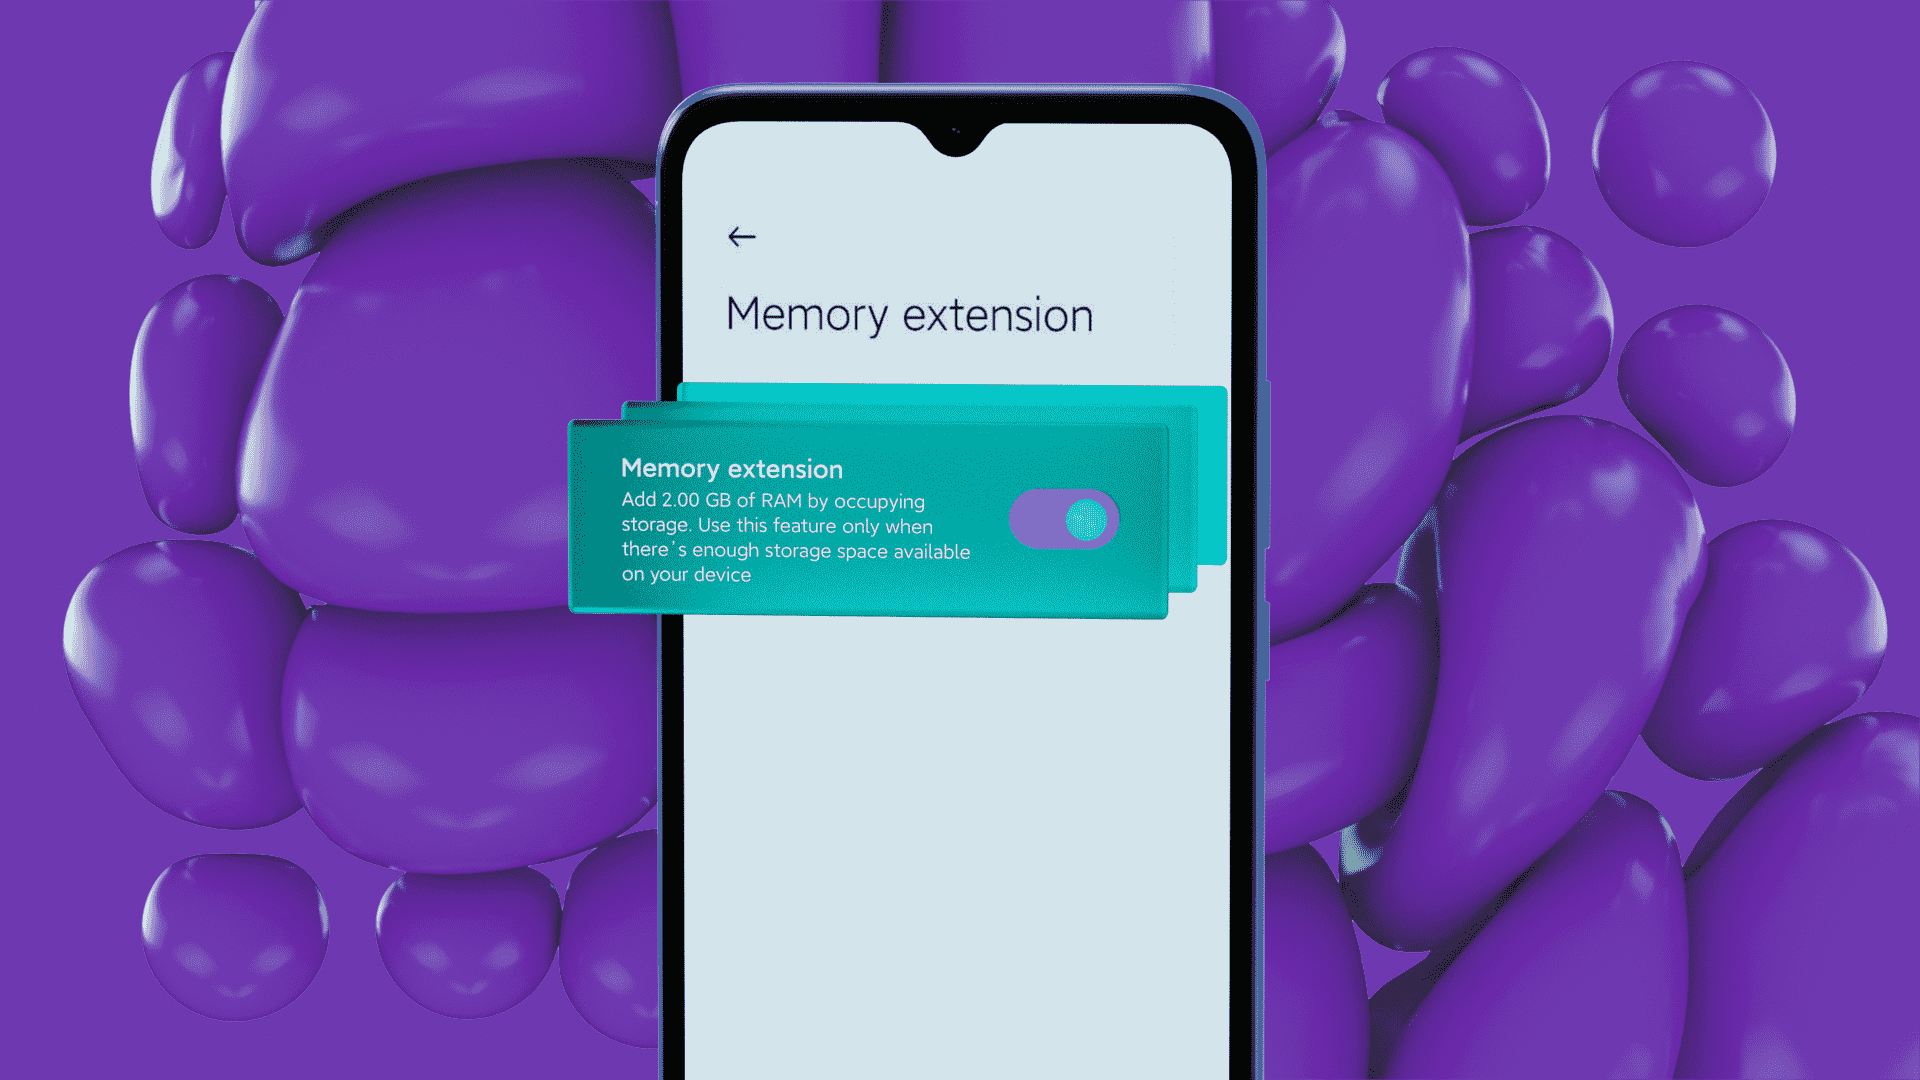 Memory extension
Memory extension
Add 2.00 GB of RAM by occupying
storage. Use this feature only when
there's enough storage space available
on your device